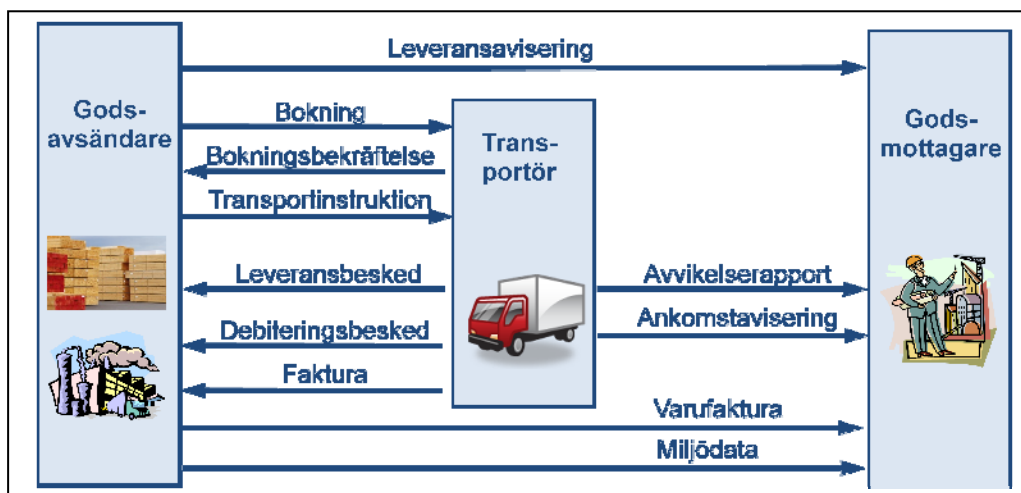 Leveransavisering
Gods-
avsändare
Bokning
Bokningsbekräftelse
Transportinstruktion
Leveransbesked
Debiteringsbesked
Faktura
Trans-
portör
Avvikelserapport
Ankomstavisering
Gods-
mottagare
Varufaktura
Miljödata